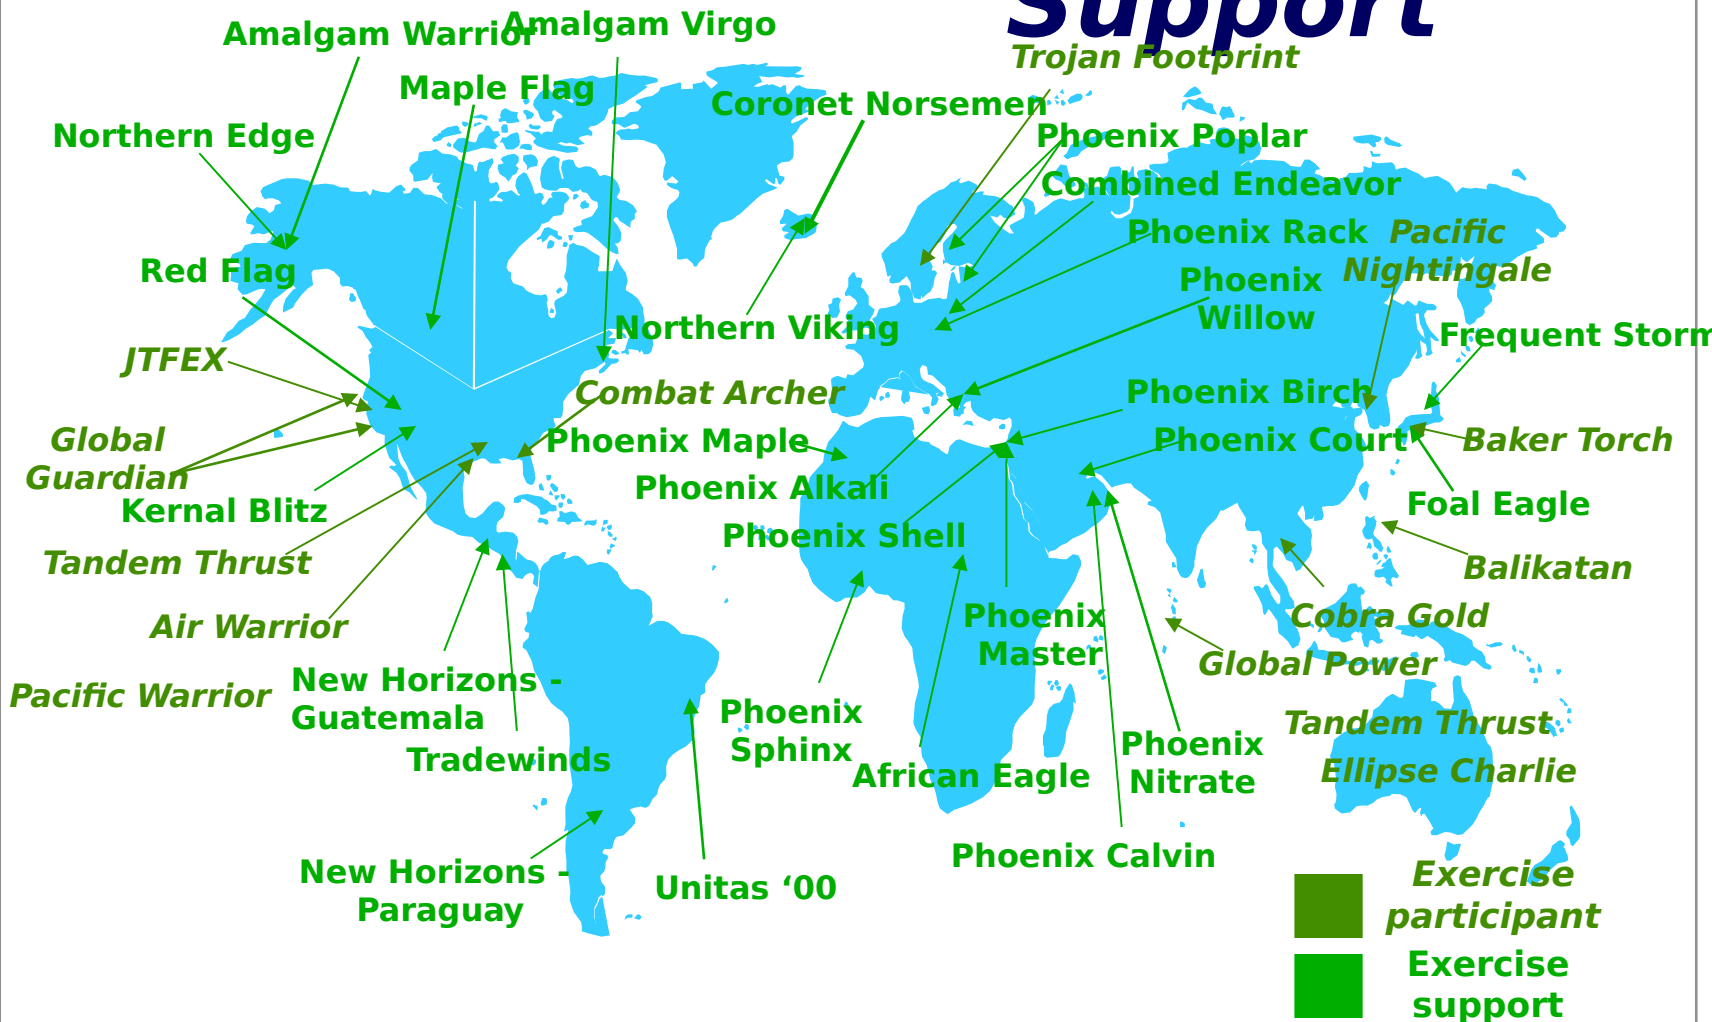 Support
Amalgam Warrior
Amalgam Virgo
Trojan Footprint
Maple Flag
Coronet Norsemen
Northern Edge
Phoenix Poplar
Combined Endeavor
Phoenix Rack
Pacific
Nightingale
Red Flag
Phoenix
Willow
Northern Viking
Frequent Storm
JTFEX
Combat Archer
Phoenix Birch
Global
Guardian
Phoenix Maple
Phoenix Court
Baker Torch
Phoenix Alkali
Kernal Blitz
Foal Eagle
Phoenix Shell
Tandem Thrust
Balikatan
Air Warrior
Phoenix
Master
Cobra Gold
Global Power
Pacific Warrior
New Horizons -
Guatemala
Phoenix
Sphinx
Tandem Thrust
Tradewinds
African Eagle
Phoenix
Nitrate
Ellipse Charlie
Phoenix Calvin
New Horizons -
Paraguay
Unitas ‘00
Exercise
participant
Exercise
support